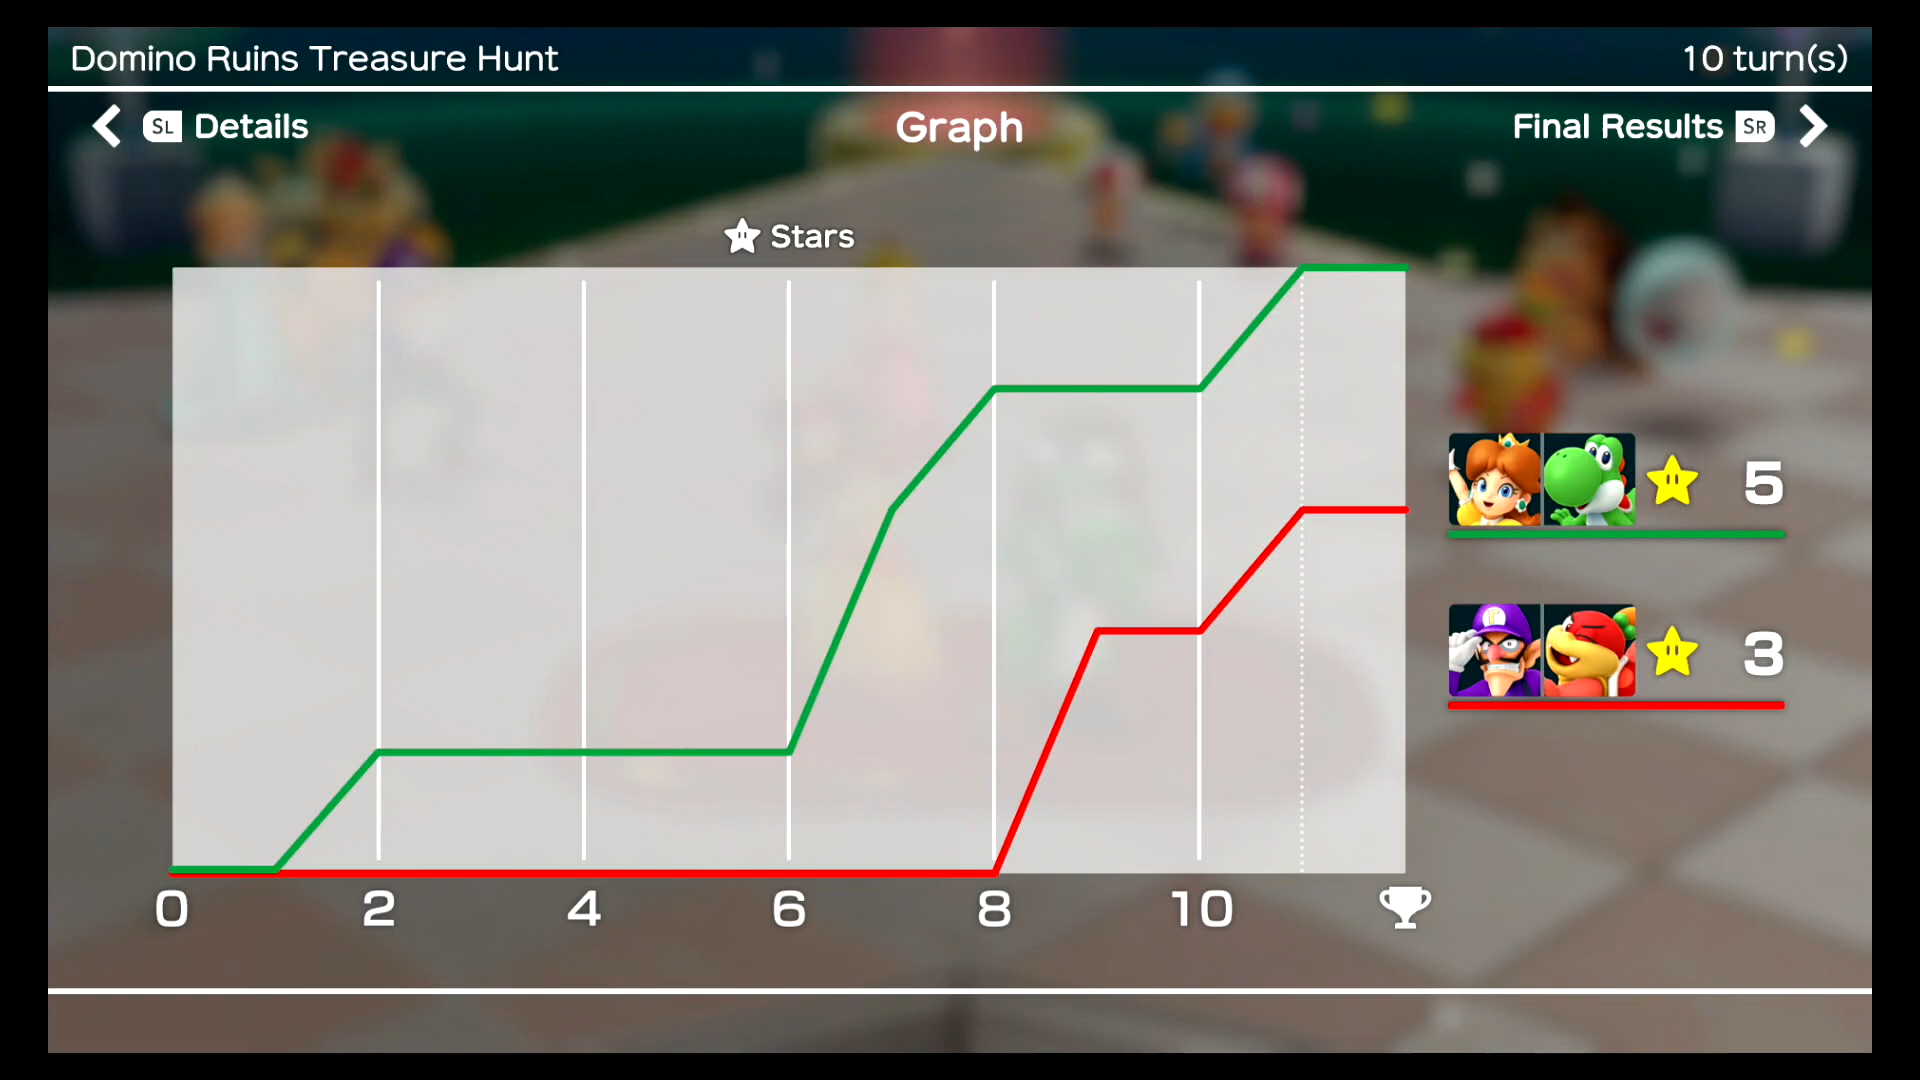 Domino Ruins Treasure Hunt 10 turn(s)
SL Details Graph Final Results SR
Stars
5
3
0 2 4 6 8 10